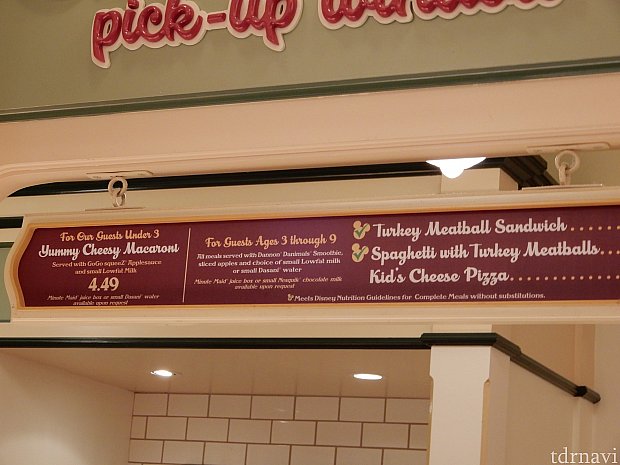 pick-up window
For Our Guests Under 3
Yummy Cheesy Macaroni
Served with GoGo squeeZ® Applesauce
and small Lowfat Milk
4.49
Minute Maid® juice box or small Dasani® water
available upon request
For Guests Ages 3 through 9
All meals served with Dannon® Danimals® Smoothie,
sliced apples and choice of small Lowfat milk
or small Dasani® water
Minute Maid® juice box or small Nesquik® chocolate milk
available upon request
Turkey Meatball Sandwich ......
Spaghetti with Turkey Meatballs...
Kid's Cheese Pizza............
Meets Disney Nutrition Guidelines for Complete Meals without substitutions.
tdrnavi